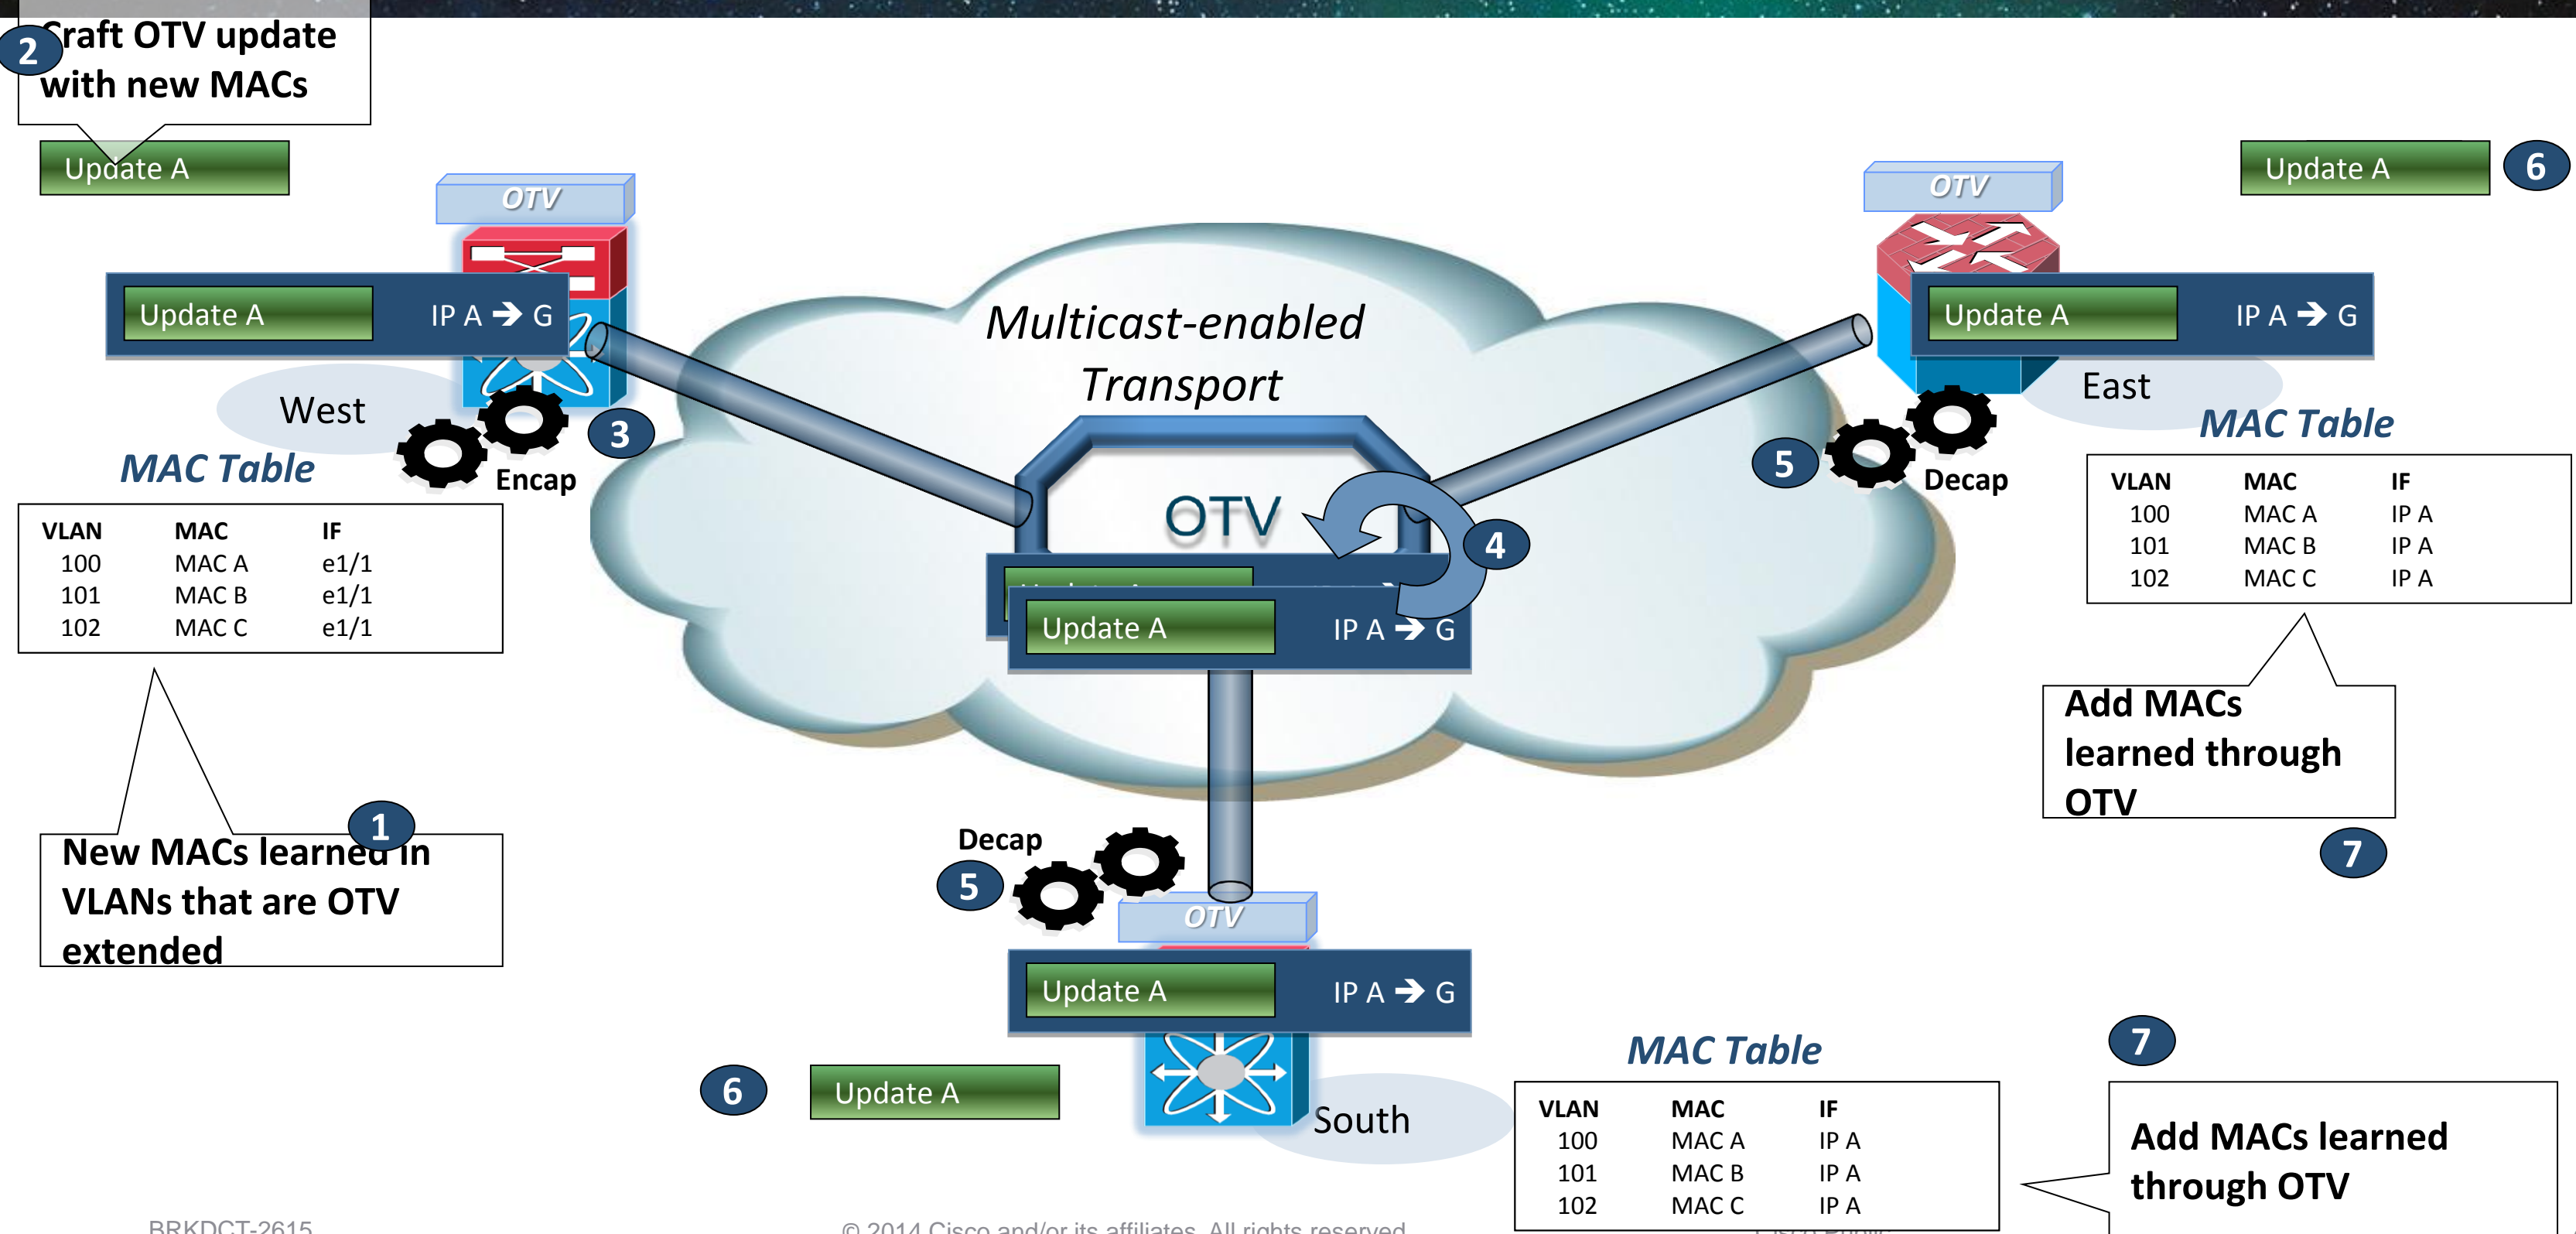 2
Craft OTV update
with new MACs
Update A
OTV
Update A IP A ➔ G
West
3
Encap
MAC Table
VLAN MAC IF
100 MAC A e1/1
101 MAC B e1/1
102 MAC C e1/1
1
New MACs learned in
VLANs that are OTV
extended
Multicast-enabled
Transport
OTV
4
Update A IP A ➔ G
OTV
Update A
6
Update A IP A ➔ G
East
5
Decap
MAC Table
VLAN MAC IF
100 MAC A IP A
101 MAC B IP A
102 MAC C IP A
Add MACs
learned through
OTV
7
Decap
5
OTV
Update A IP A ➔ G
6
Update A
South
MAC Table
VLAN MAC IF
100 MAC A IP A
101 MAC B IP A
102 MAC C IP A
7
Add MACs learned
through OTV
BRKDCT-2615
© 2014 Cisco and/or its affiliates. All rights reserved.
Cisco Public